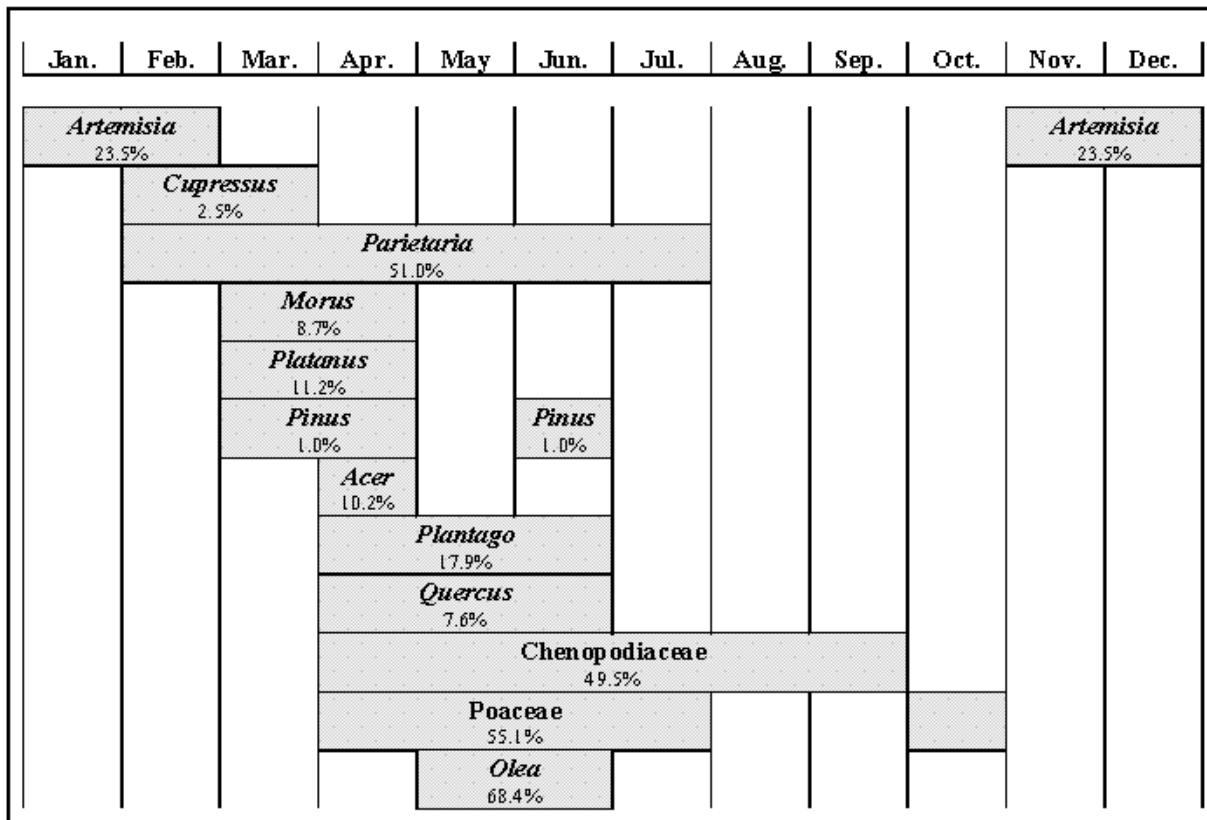 Jan. Feb. Mar. Apr. May Jun. Jul. Aug. Sep. Oct. Nov. Dec.
Artemisia Artemisia
23.5% 23.5%
Cupressus
2.5%
Parietaria
51.0%
Morus
8.7%
Platanus
11.2%
Pinus Pinus
1.0% 1.0%
Acer
10.2%
Plantago
17.9%
Quercus
7.6%
Chenopodiaceae
49.5%
Poaceae
55.1%
Olea
68.4%